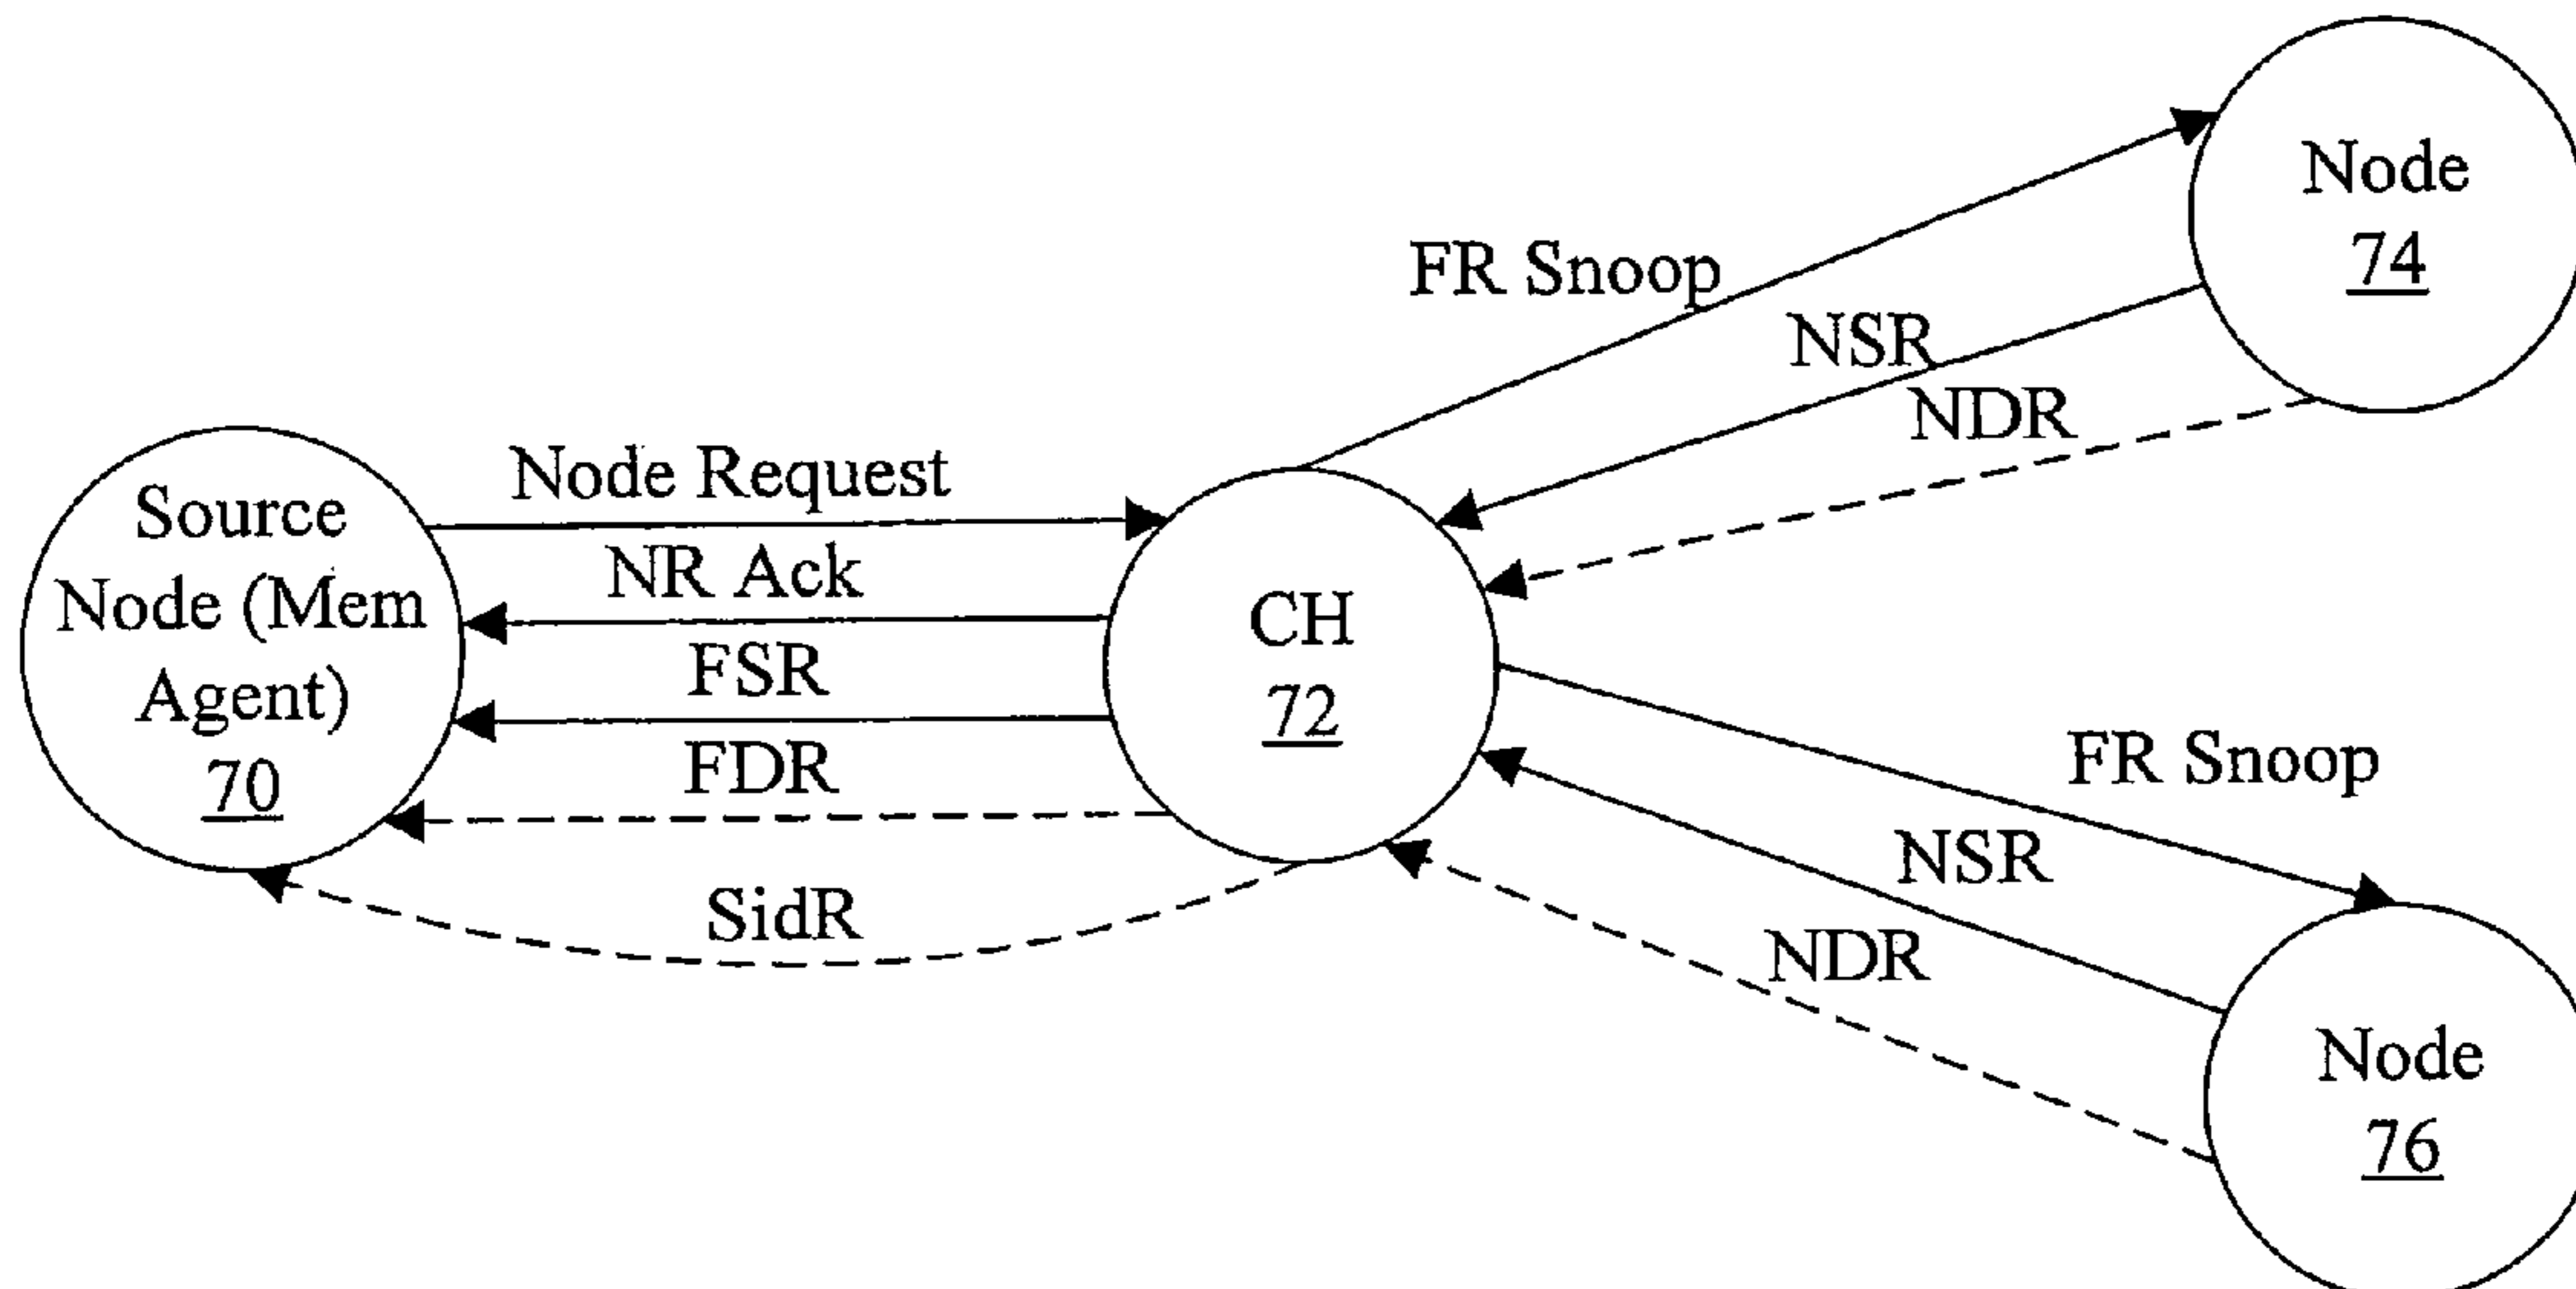 Source
Node (Mem
Agent)
70
Node Request
NR Ack
FSR
FDR
SidR
CH
72
FR Snoop
NSR
NDR
Node
74
FR Snoop
NSR
NDR
Node
76